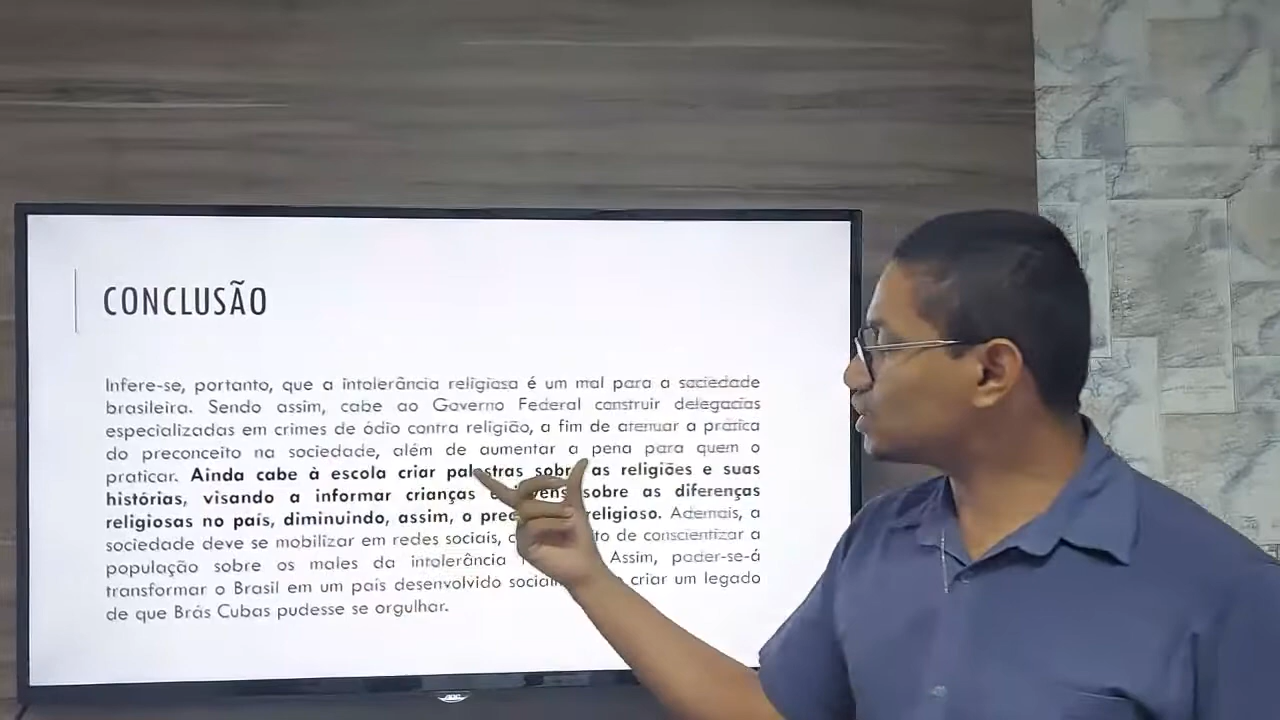 CONCLUSÃO
Infere-se, portanto, que a intolerância religiosa é um mal para a sociedade
brasileira. Sendo assim, cabe ao Governo Federal construir delegacias
especializadas em crimes de ódio contra religião, a fim de atenuar a prática
do preconceito na sociedade, além de aumentar a pena para quem o
praticar. Ainda cabe à escola criar palestras sobre as religiões e suas
histórias, visando a informar crianças sobre as diferenças
religiosas no país, diminuindo, assim, o religioso. Ademais, a
sociedade deve se mobilizar em redes sociais, de conscientizar a
população sobre os males da intolerância Assim, poder-se-á
transformar o Brasil em um país desenvolvido criar um legado
de que Brás Cubas pudesse se orgulhar.
AOC